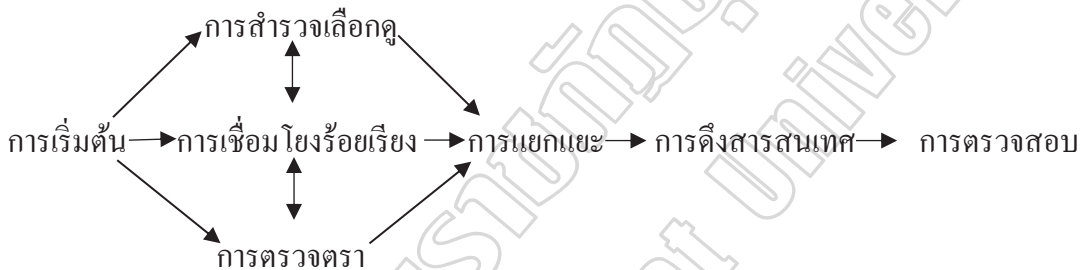 การสำรวจเลือกดู
การเริ่มต้น การเชื่อมโยงร้อยเรียง การแยกแยะ การดึงสารสนเทศ การตรวจสอบ
การตรวจตรา